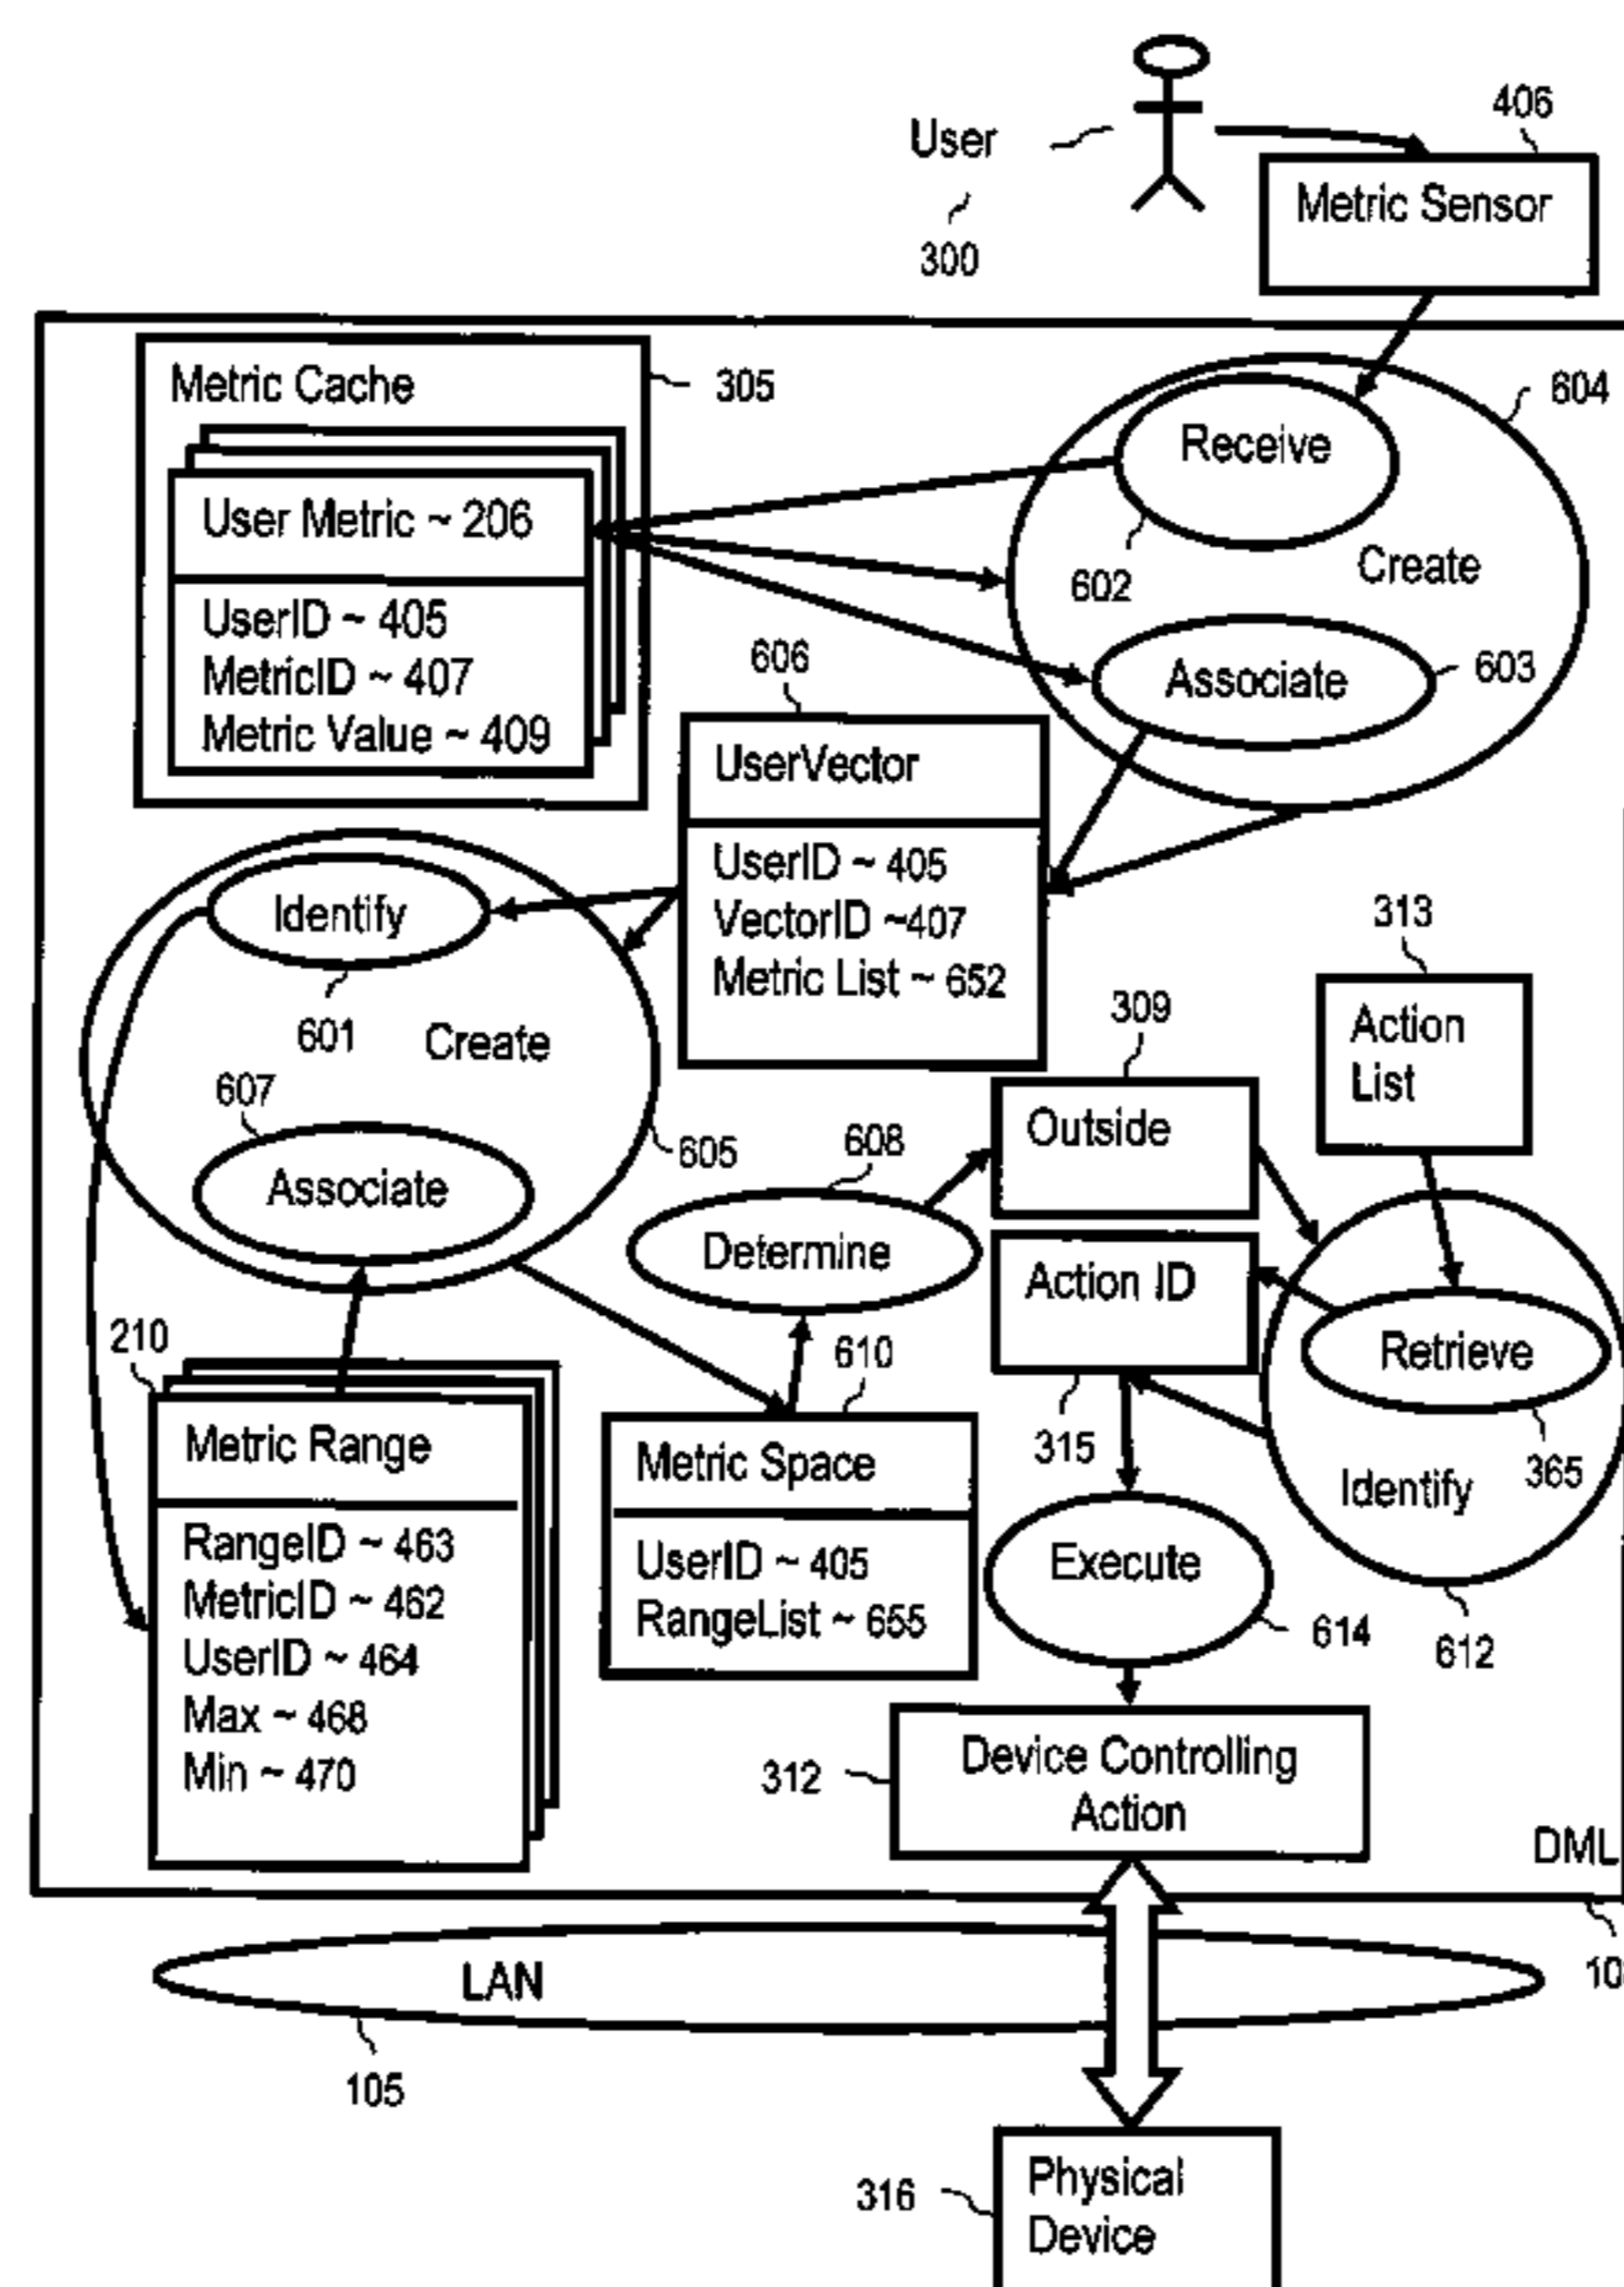 406
User
Metric Sensor
300
Metric Cache
305
604
Receive
User Metric ~ 206
Create
602
UserID ~ 405
MetricID ~ 407
Metric Value ~ 409
606
Associate
603
UserVector
UserID ~ 405
VectorID ~407
Metric List ~ 652
Identify
313
601
Create
309
Action
List
607
Outside
608
605
Associate
Determine
Action ID
210
610
Retrieve
Metric Range
Metric Space
315
365
Identify
RangeID ~ 463
MetricID ~ 462
UserID ~ 464
Max ~ 468
Min ~ 470
UserID ~ 405
RangeList ~ 655
Execute
614
612
312
Device Controlling
Action
DML
LAN
10
105
316
Physical
Device